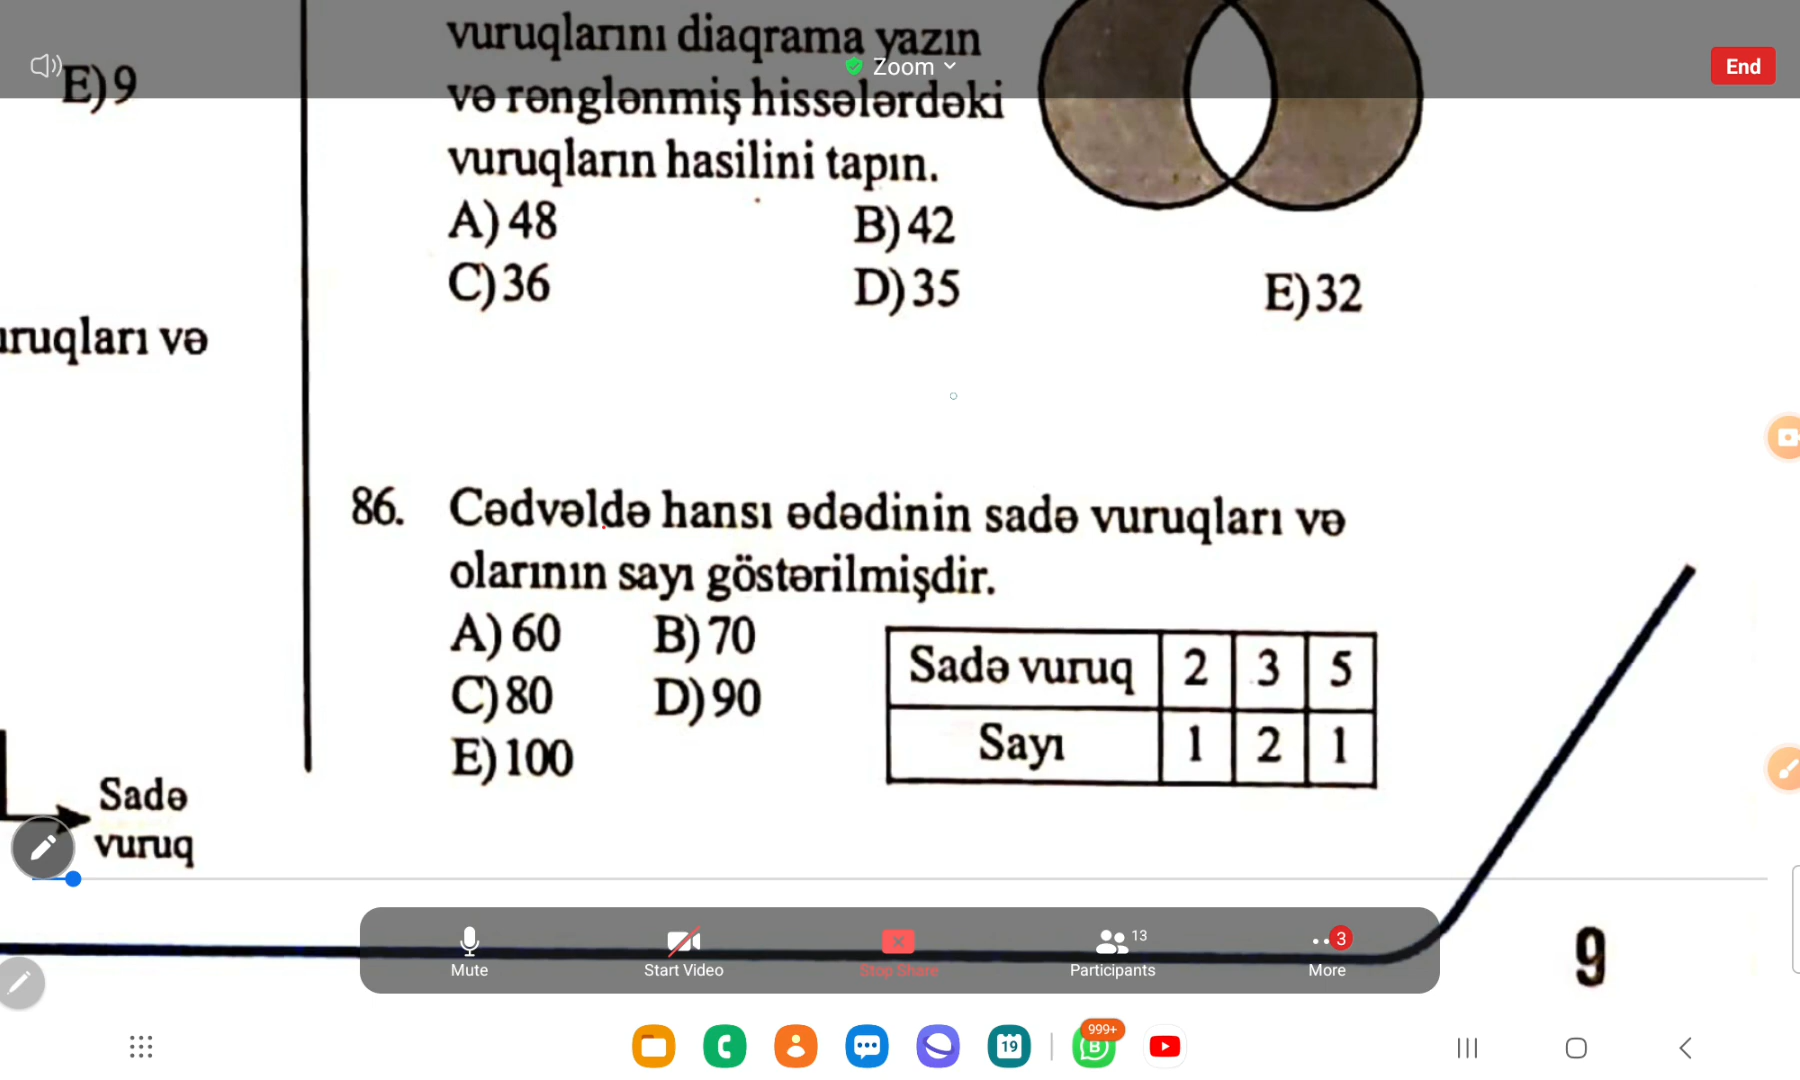 Zoom
End
E) 9
vuruqlarını diaqrama yazın
və rənglənmiş hissələrdəki
vuruqların hasilini tapın.
A) 48 B) 42
C) 36 D) 35 E) 32
uruqları və
86. Cədvəldə hansı ədədinin sadə vuruqları və
olarının sayı göstərilmişdir.
A) 60 B) 70
C) 80 D) 90
E) 100
Sadə vuruq 2 3 5
Sayı 1 2 1
Sadə
vuruq
9
Mute
Start Video
Stop Share
13
Participants
3
More
19
999+
B